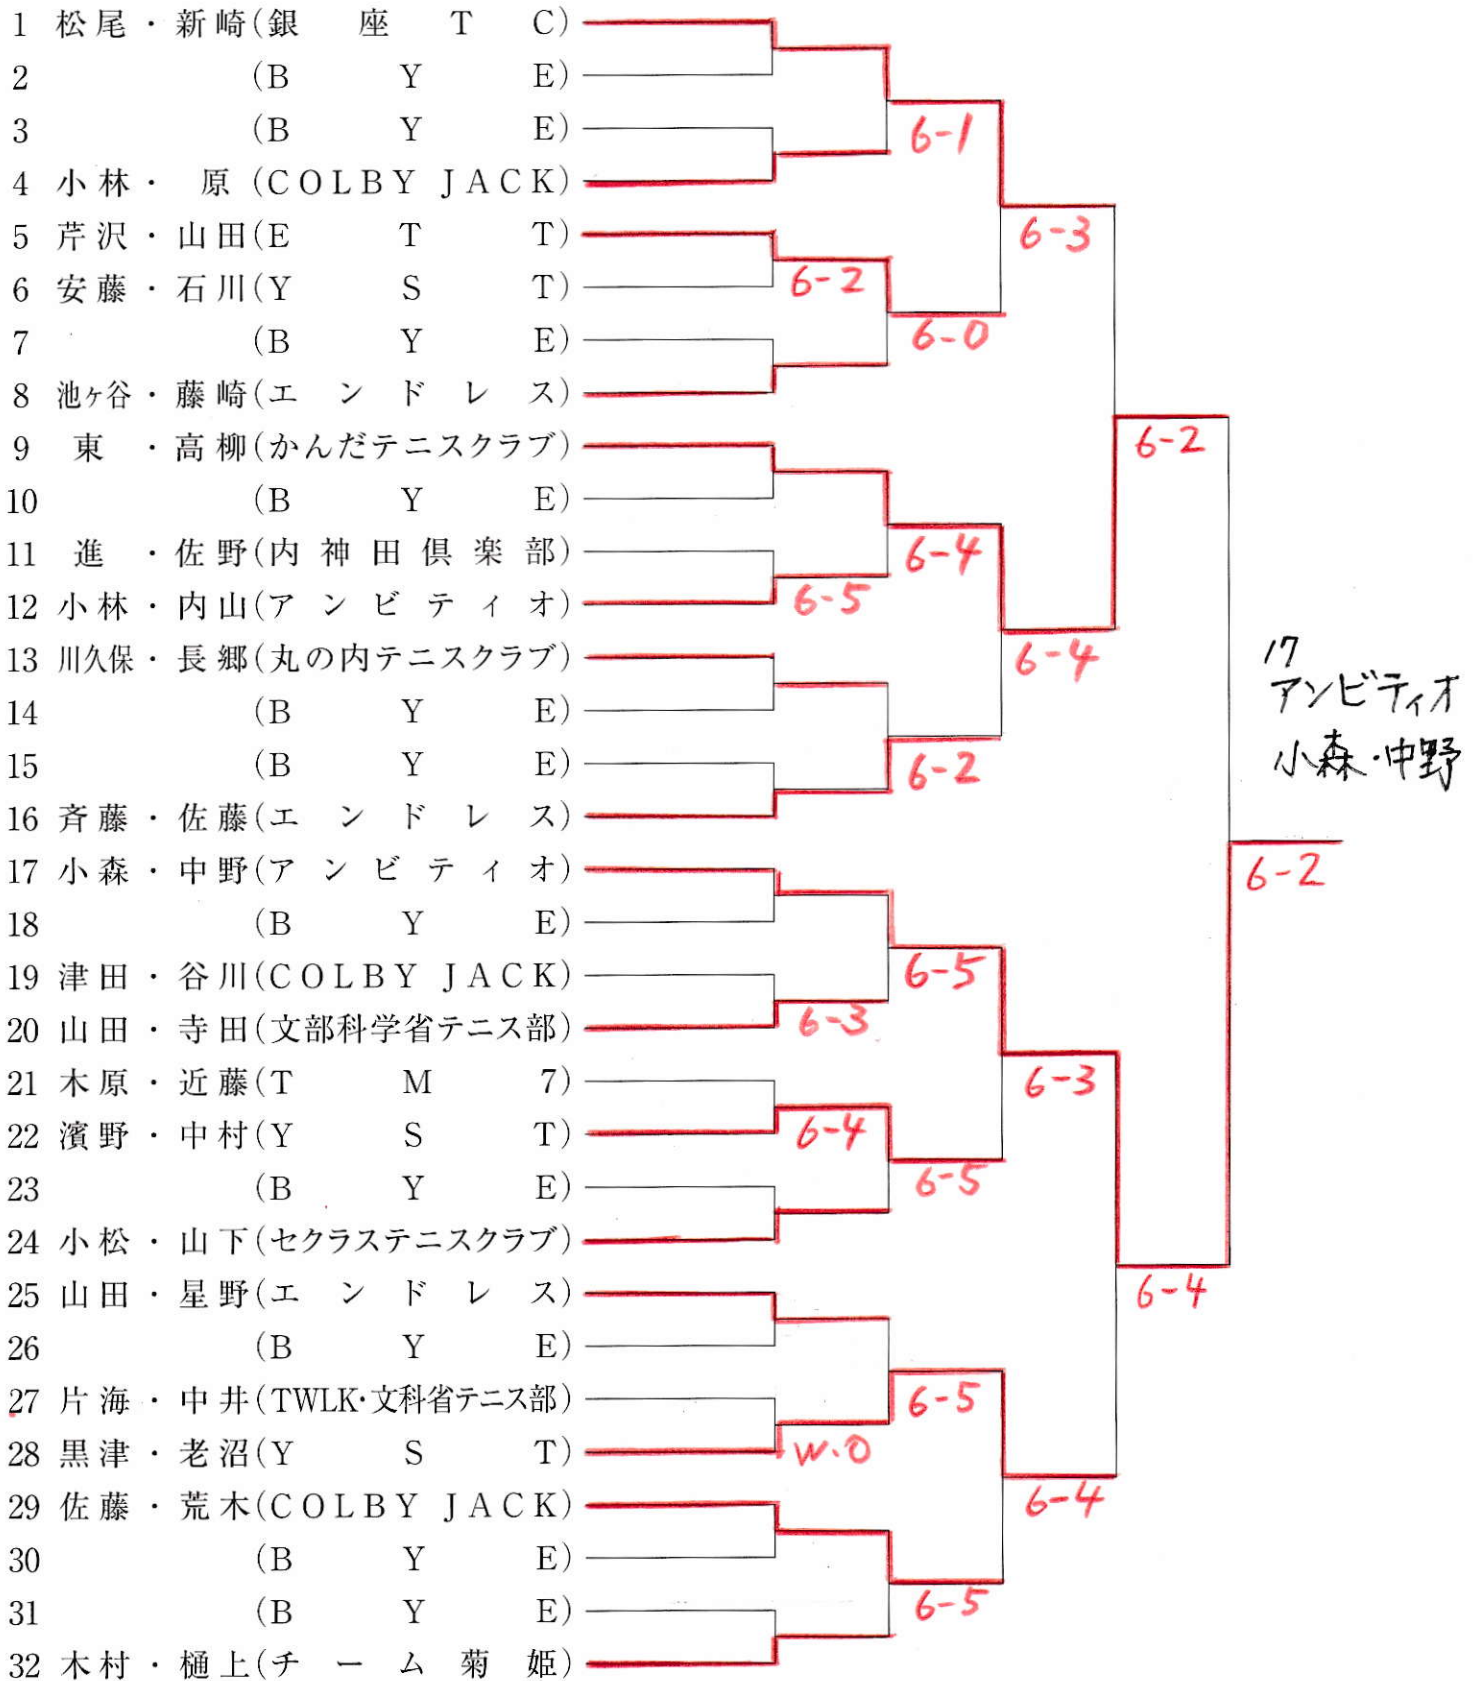 1 松尾・新崎(銀座TC)
2 (BYE)
3 (BYE)
6-1
4 小林・原(COLBY JACK)
5 芹沢・山田(ETT)
6-3
6 安藤・石川(YST)
6-2
7 (BYE)
6-0
8 池ヶ谷・藤崎(エンドレス)
9 東・高柳(かんだテニスクラブ)
6-2
10 (BYE)
11 進・佐野(内神田倶楽部)
6-4
12 小林・内山(アンビティオ)
6-5
13 川久保・長郷(丸の内テニスクラブ)
6-4
17
アンビティオ
小森・中野
14 (BYE)
15 (BYE)
6-2
16 斉藤・佐藤(エンドレス)
17 小森・中野(アンビティオ)
6-2
18 (BYE)
19 津田・谷川(COLBY JACK)
6-5
20 山田・寺田(文部科学省テニス部)
6-3
21 木原・近藤(TM7)
6-3
22 濱野・中村(YST)
6-4
23 (BYE)
6-5
24 小松・山下(セクラステニスクラブ)
25 山田・星野(エンドレス)
6-4
26 (BYE)
27 片海・中井(TWLK・文科省テニス部)
6-5
28 黒津・老沼(YST)
W.O
29 佐藤・荒木(COLBY JACK)
6-4
30 (BYE)
31 (BYE)
6-5
32 木村・樋上(チーム菊姫)